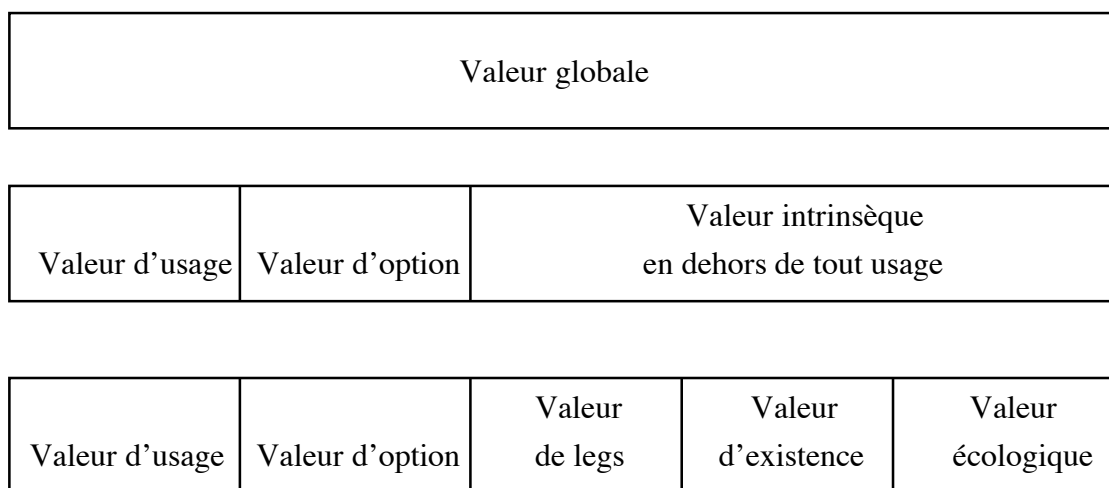 Valeur globale
Valeur intrinsèque
Valeur d’usage Valeur d’option en dehors de tout usage
Valeur Valeur Valeur
Valeur d’usage Valeur d’option de legs d’existence écologique